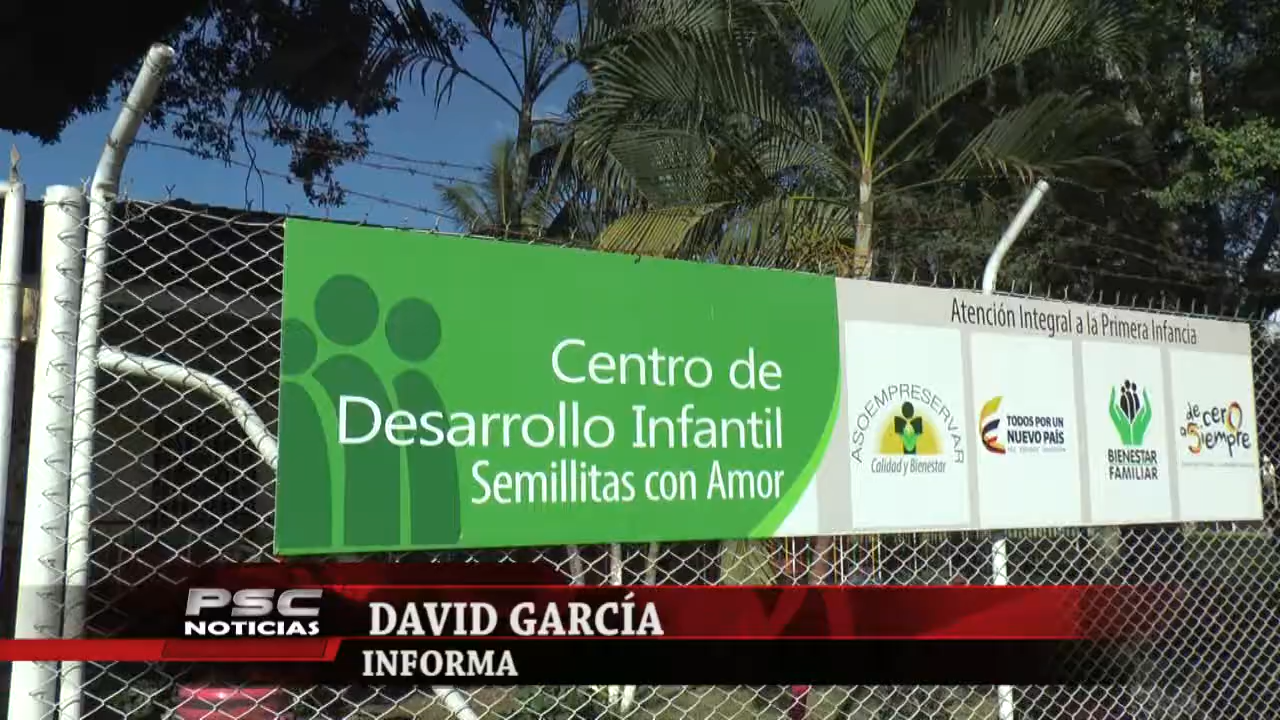 Centro de
Desarrollo Infantil
Semillitas con Amor
Atención Integral a la Primera Infancia
ASOEMPRESERVAR
Calidad y Bienestar
TODOS POR UN
NUEVO PAÍS
BIENESTAR
FAMILIAR
de cero
a Siempre
PSC
NOTICIAS
DAVID GARCÍA
INFORMA